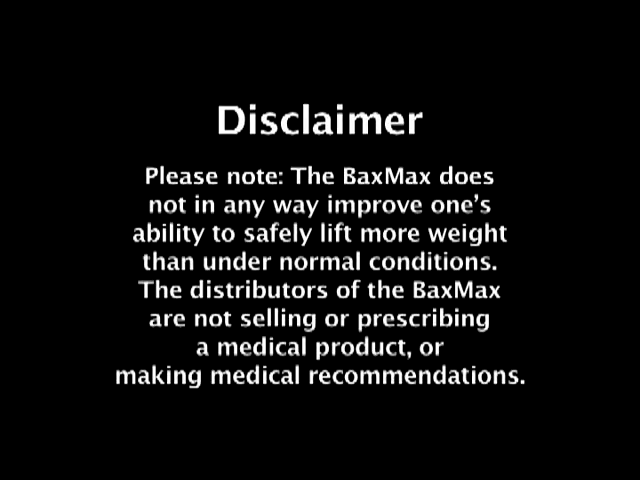 Disclaimer
Please note: The BaxMax does
not in any way improve one's
ability to safely lift more weight
than under normal conditions.
The distributors of the BaxMax
are not selling or prescribing
a medical product, or
making medical recommendations.